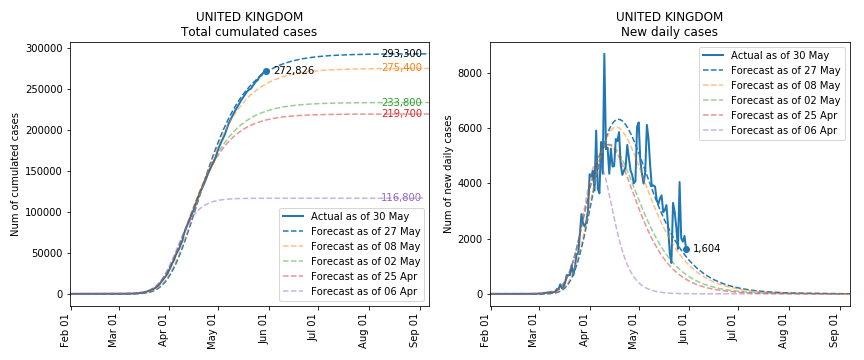 UNITED KINGDOM
Total cumulated cases
Num of cumulated cases
300000
250000
200000
150000
100000
50000
0
293,300
275,400
272,826
233,800
219,700
116,800
Actual as of 30 May
Forecast as of 27 May
Forecast as of 08 May
Forecast as of 02 May
Forecast as of 25 Apr
Forecast as of 06 Apr
Feb 01
Mar 01
Apr 01
May 01
Jun 01
Jul 01
Aug 01
Sep 01
UNITED KINGDOM
New daily cases
Num of new daily cases
8000
6000
4000
2000
0
Actual as of 30 May
Forecast as of 27 May
Forecast as of 08 May
Forecast as of 02 May
Forecast as of 25 Apr
Forecast as of 06 Apr
1,604
Feb 01
Mar 01
Apr 01
May 01
Jun 01
Jul 01
Aug 01
Sep 01